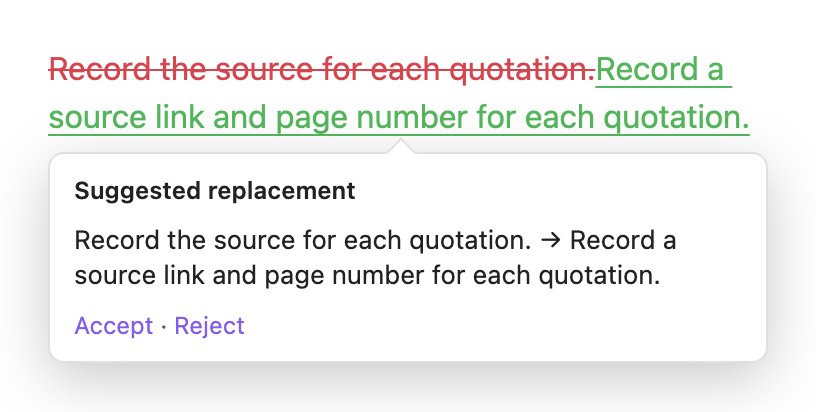 Record the source for each quotation.Record a
source link and page number for each quotation.
Suggested replacement
Record the source for each quotation. → Record a
source link and page number for each quotation.
Accept · Reject